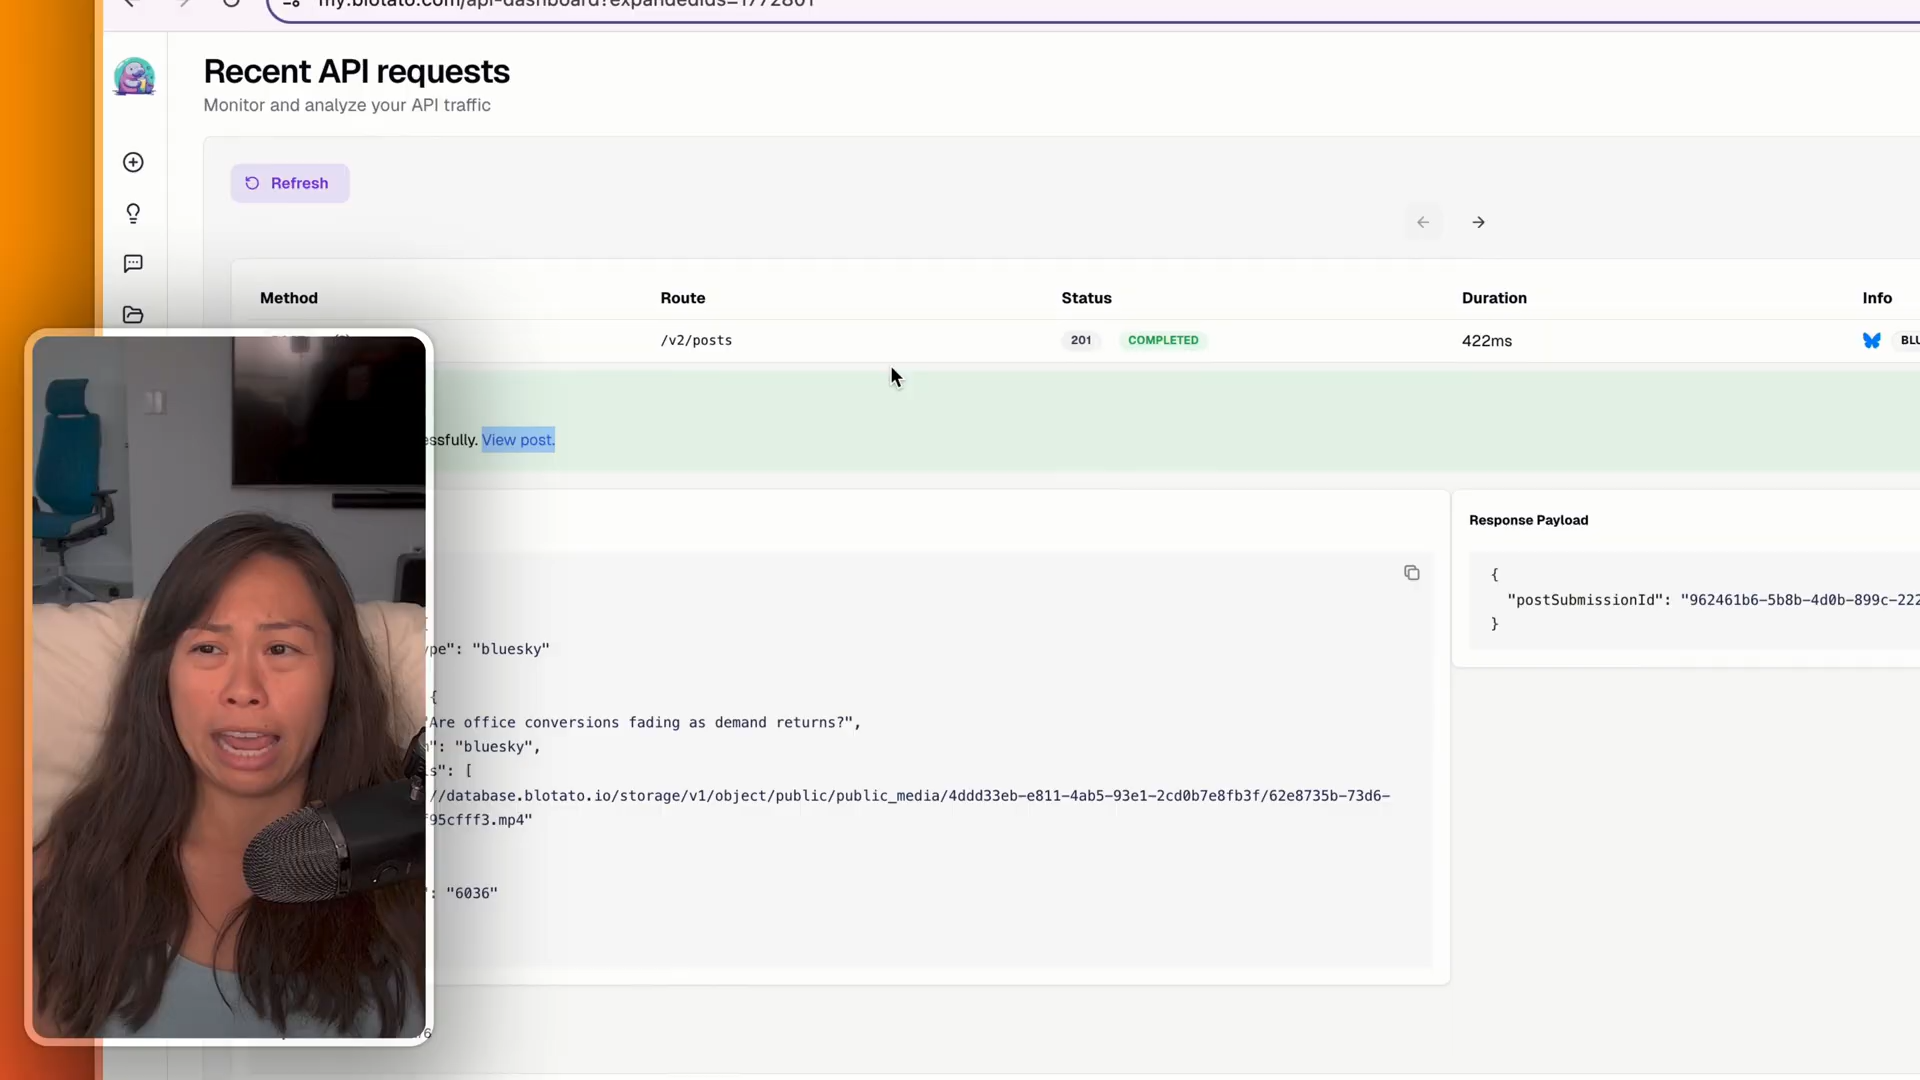 my.blotato.com/api-dashboard?expandedIds=1772801
Recent API requests
Monitor and analyze your API traffic
Refresh
Method Route Status Duration Info
/v2/posts 201 COMPLETED 422ms BLU
essfully. View post.
Response Payload
{
"postSubmissionId": "962461b6-5b8b-4d0b-899c-222
}
ype": "bluesky"
{
"Are office conversions fading as demand returns?",
": "bluesky",
s": [
//database.blotato.io/storage/v1/object/public/public_media/4ddd33eb-e811-4ab5-93e1-2cd0b7e8fb3f/62e8735b-73d6-
f95cfff3.mp4"
: "6036"